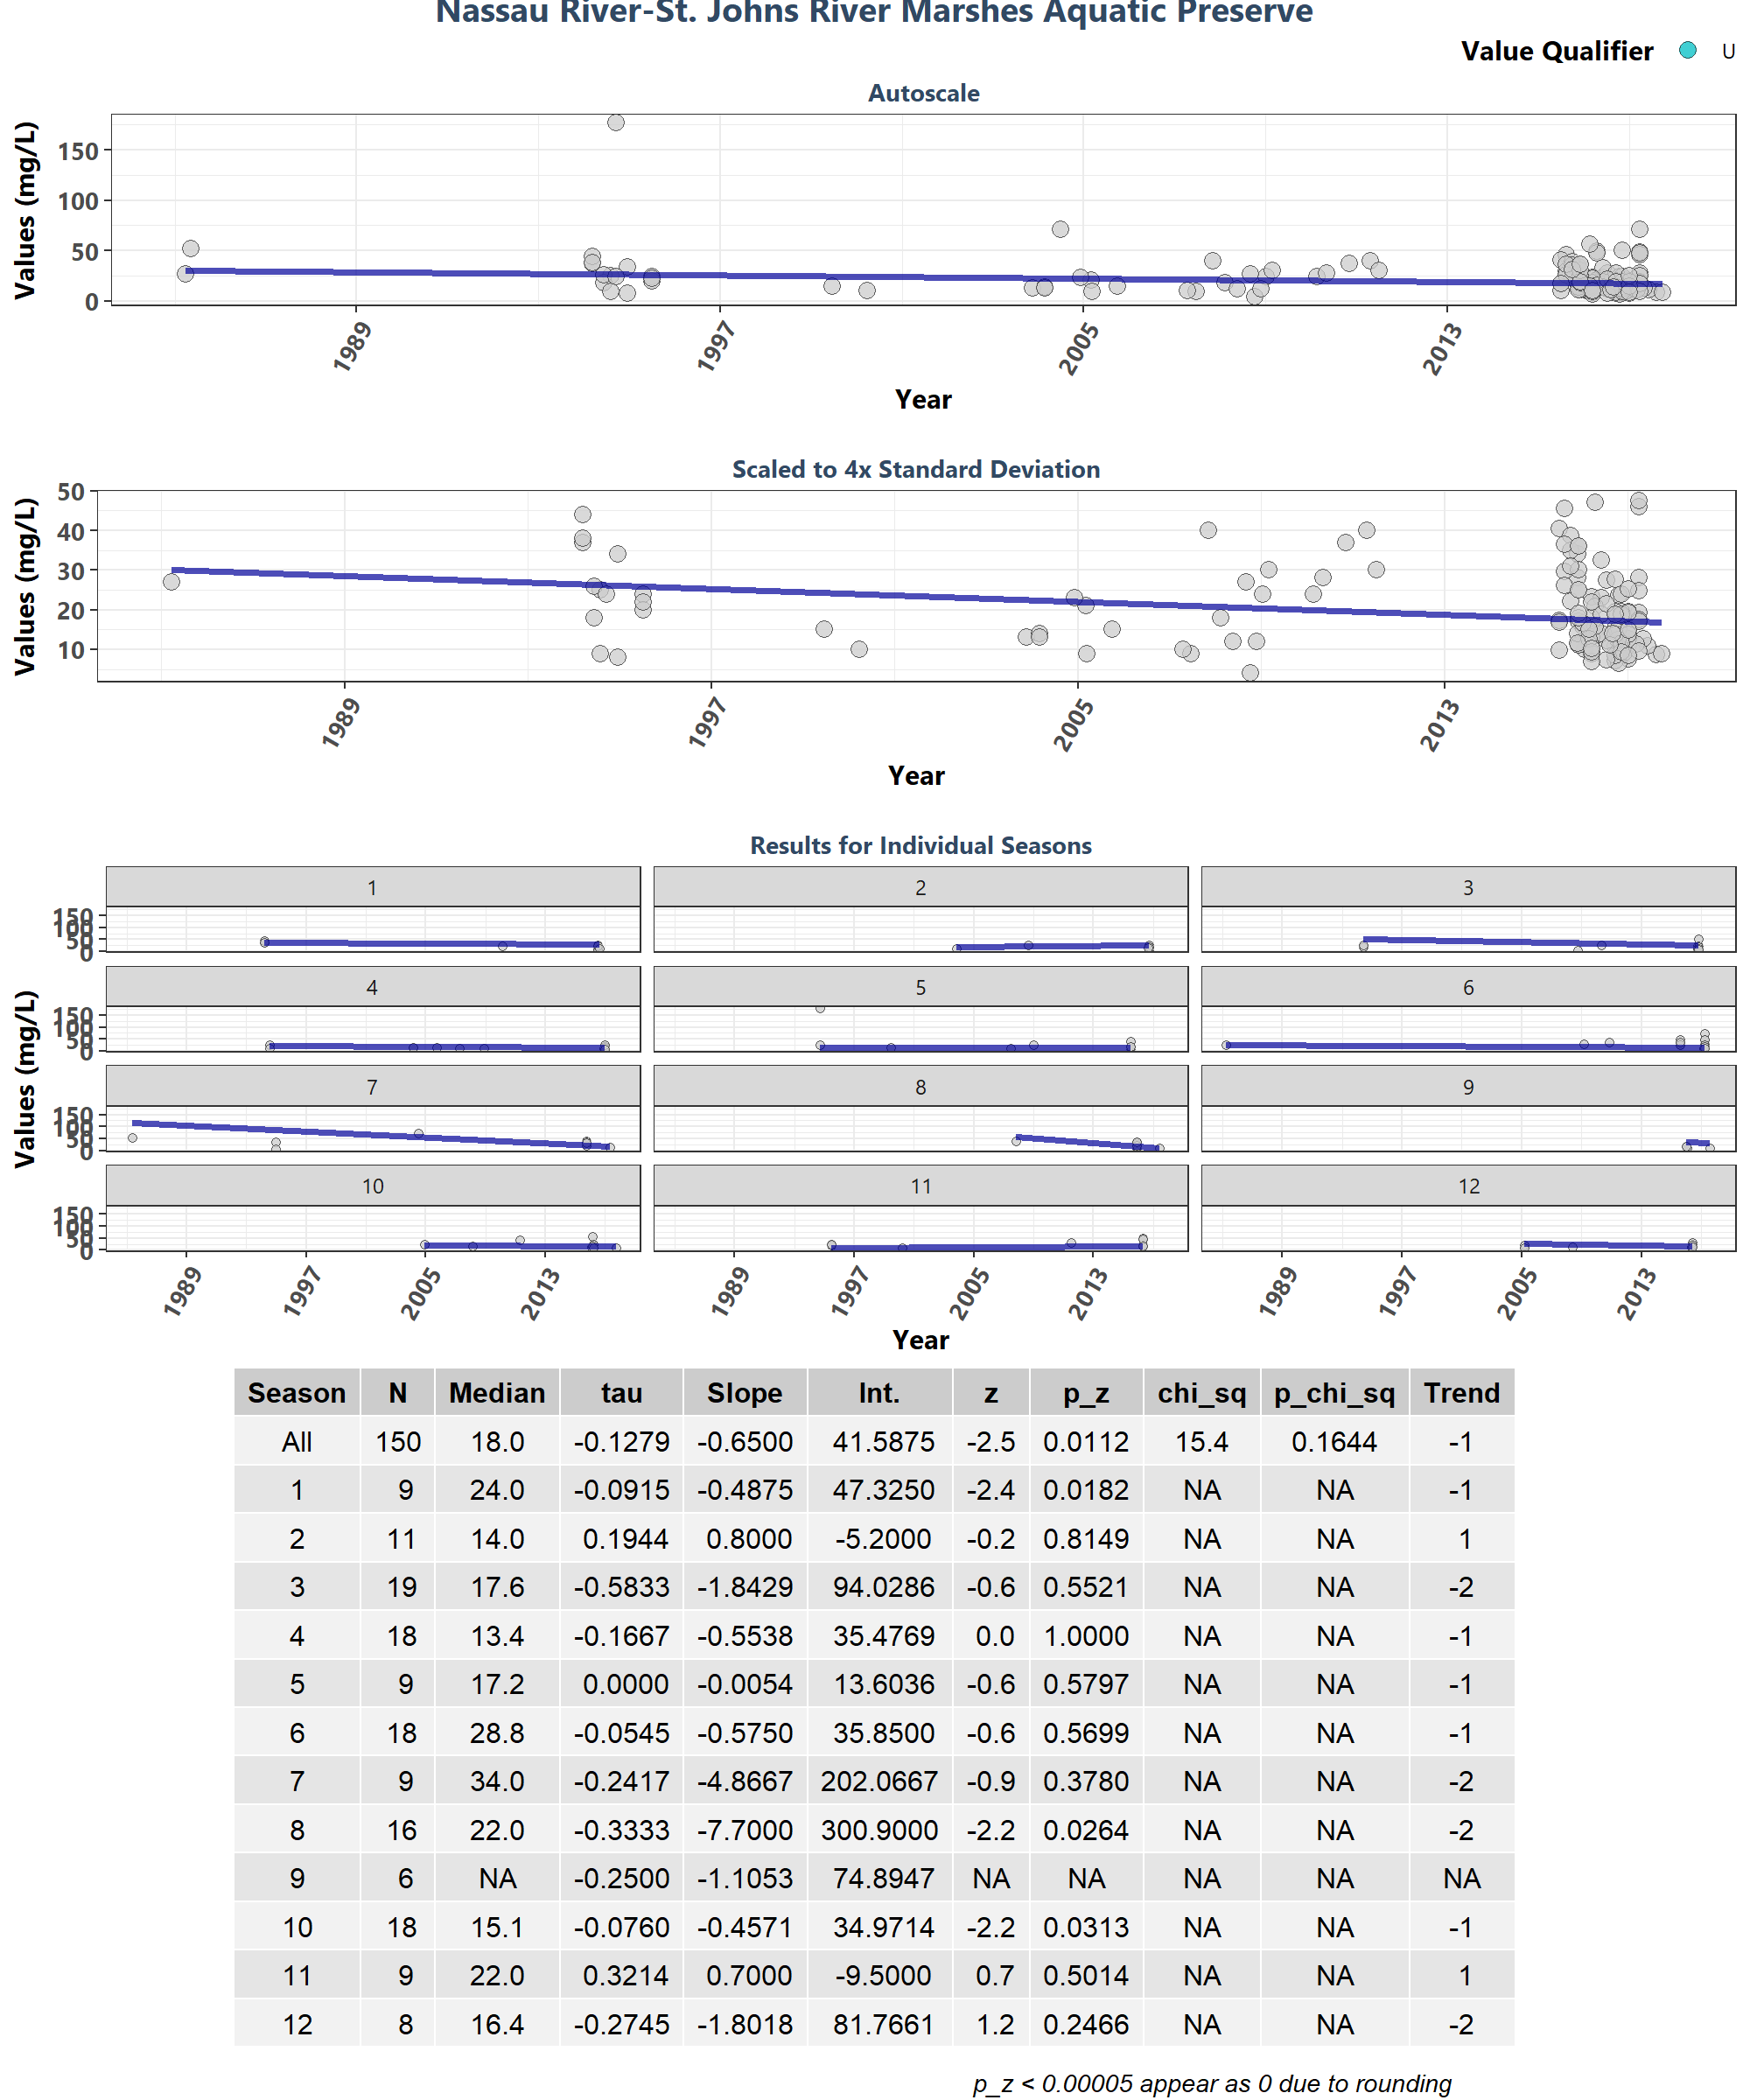 Nassau River-St. Johns River Marshes Aquatic Preserve
Value Qualifier U
Autoscale
Values (mg/L)
150
100
50
0
1989 1997 2005 2013
Year
Scaled to 4x Standard Deviation
Values (mg/L)
50
40
30
20
10
1989 1997 2005 2013
Year
Results for Individual Seasons
Values (mg/L)
1 2 3
150
100
50
0
4 5 6
150
100
50
0
7 8 9
150
100
50
0
10 11 12
150
100
50
0
1989 1997 2005 2013 1989 1997 2005 2013 1989 1997 2005 2013
Year
Season N Median tau Slope Int. z p_z chi_sq p_chi_sq Trend
All 150 18.0 -0.1279 -0.6500 41.5875 -2.5 0.0112 15.4 0.1644 -1
1 9 24.0 -0.0915 -0.4875 47.3250 -2.4 0.0182 NA NA -1
2 11 14.0 0.1944 0.8000 -5.2000 -0.2 0.8149 NA NA 1
3 19 17.6 -0.5833 -1.8429 94.0286 -0.6 0.5521 NA NA -2
4 18 13.4 -0.1667 -0.5538 35.4769 0.0 1.0000 NA NA -1
5 9 17.2 0.0000 -0.0054 13.6036 -0.6 0.5797 NA NA -1
6 18 28.8 -0.0545 -0.5750 35.8500 -0.6 0.5699 NA NA -1
7 9 34.0 -0.2417 -4.8667 202.0667 -0.9 0.3780 NA NA -2
8 16 22.0 -0.3333 -7.7000 300.9000 -2.2 0.0264 NA NA -2
9 6 NA -0.2500 -1.1053 74.8947 NA NA NA NA NA
10 18 15.1 -0.0760 -0.4571 34.9714 -2.2 0.0313 NA NA -1
11 9 22.0 0.3214 0.7000 -9.5000 0.7 0.5014 NA NA 1
12 8 16.4 -0.2745 -1.8018 81.7661 1.2 0.2466 NA NA -2
p_z < 0.00005 appear as 0 due to rounding